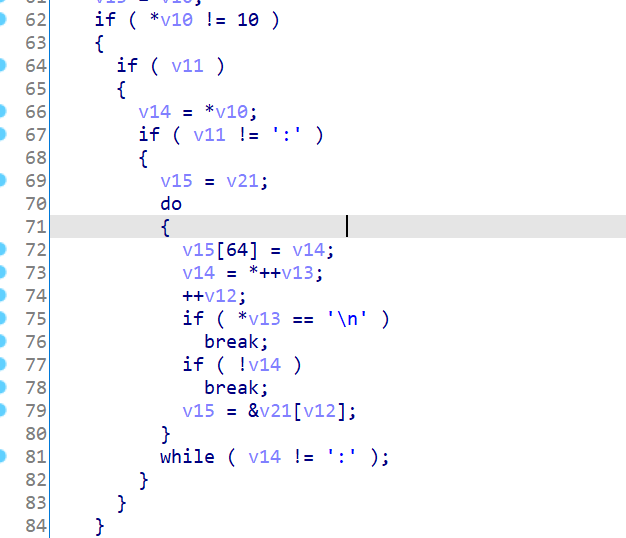 62 if ( *v10 != 10 )
63 {
64 if ( v11 )
65 {
66 v14 = *v10;
67 if ( v11 != ':' )
68 {
69 v15 = v21;
70 do
71 {
72 v15[64] = v14;
73 v14 = *++v13;
74 ++v12;
75 if ( *v13 == '\n' )
76 break;
77 if ( !v14 )
78 break;
79 v15 = &v21[v12];
80 }
81 while ( v14 != ':' );
82 }
83 }
84 }